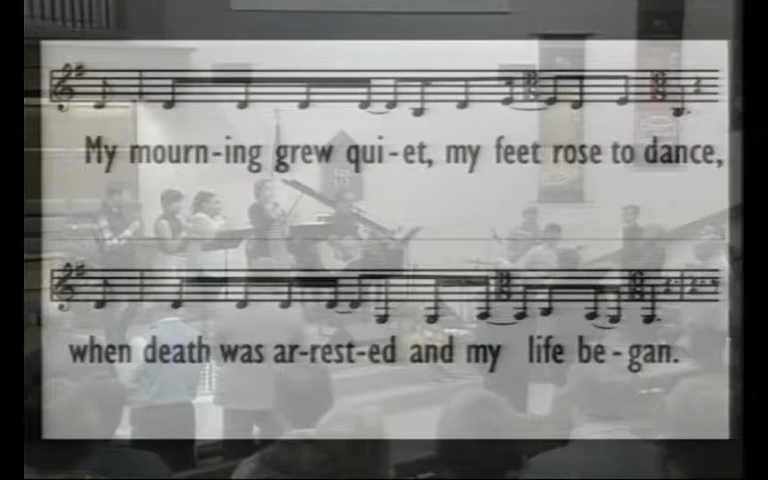 My mourn-ing grew qui-et, my feet rose to dance,
when death was ar-rest-ed and my life be-gan.